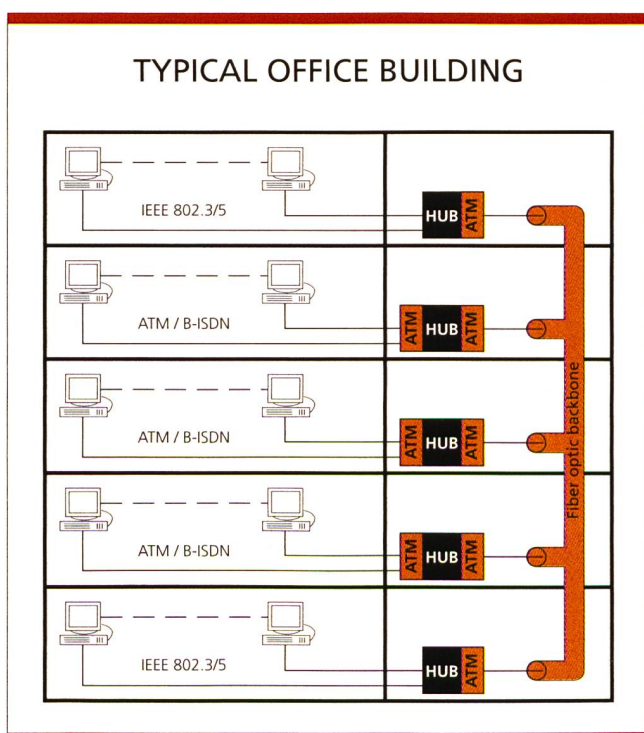 TYPICAL OFFICE BUILDING
IEEE 802.3/5
HUB ATM
ATM / B-ISDN
ATM HUB ATM
ATM / B-ISDN
ATM HUB ATM
Fiber optic backbone
ATM / B-ISDN
ATM HUB ATM
IEEE 802.3/5
HUB ATM